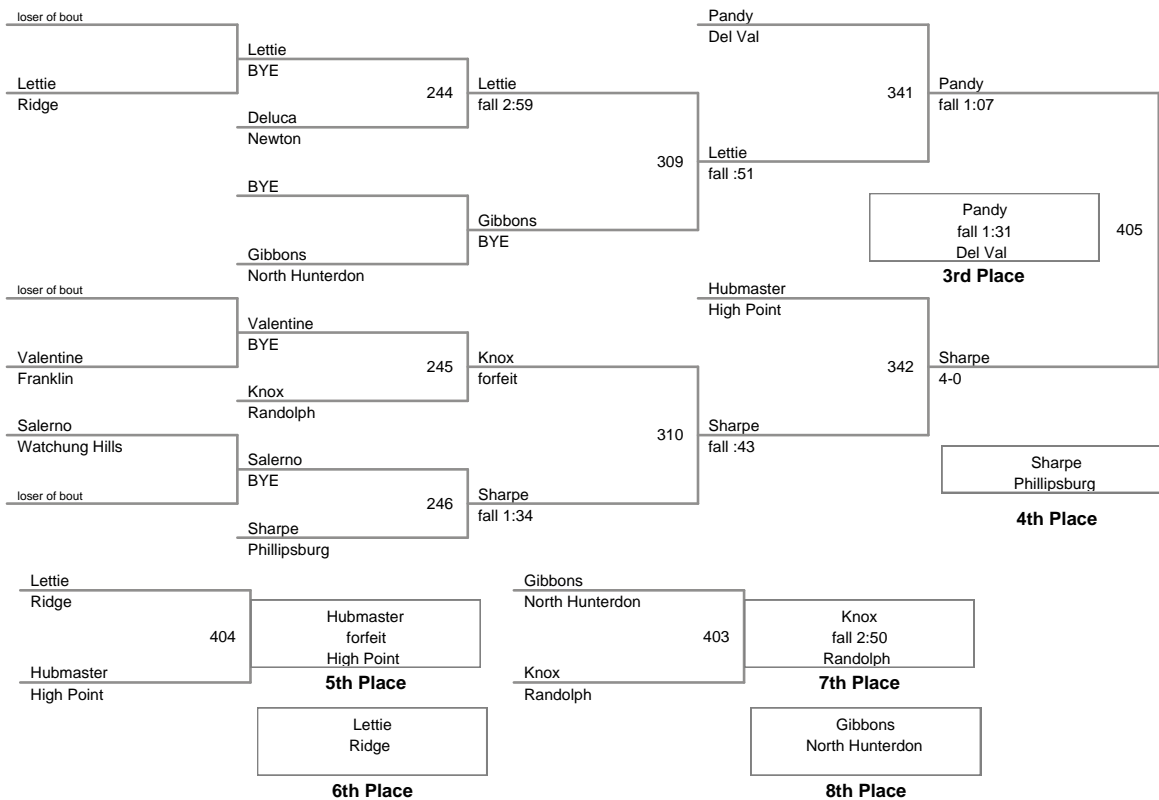 loser of bout
Lettie
Ridge
Lettie
BYE
244
Deluca
Newton
Lettie
fall 2:59
BYE
Gibbons
North Hunterdon
Gibbons
BYE
309
Lettie
fall :51
Pandy
Del Val
341
Pandy
fall 1:07
Pandy
fall 1:31
Del Val
405
3rd Place
loser of bout
Valentine
Franklin
Valentine
BYE
245
Knox
Randolph
Knox
forfeit
Salerno
Watchung Hills
loser of bout
Salerno
BYE
246
Sharpe
Phillipsburg
Sharpe
fall 1:34
310
Sharpe
fall :43
Hubmaster
High Point
342
Sharpe
4-0
Sharpe
Phillipsburg
4th Place
Lettie
Ridge
404
Hubmaster
High Point
Hubmaster
forfeit
High Point
5th Place
Lettie
Ridge
6th Place
Gibbons
North Hunterdon
403
Knox
Randolph
Knox
fall 2:50
Randolph
7th Place
Gibbons
North Hunterdon
8th Place